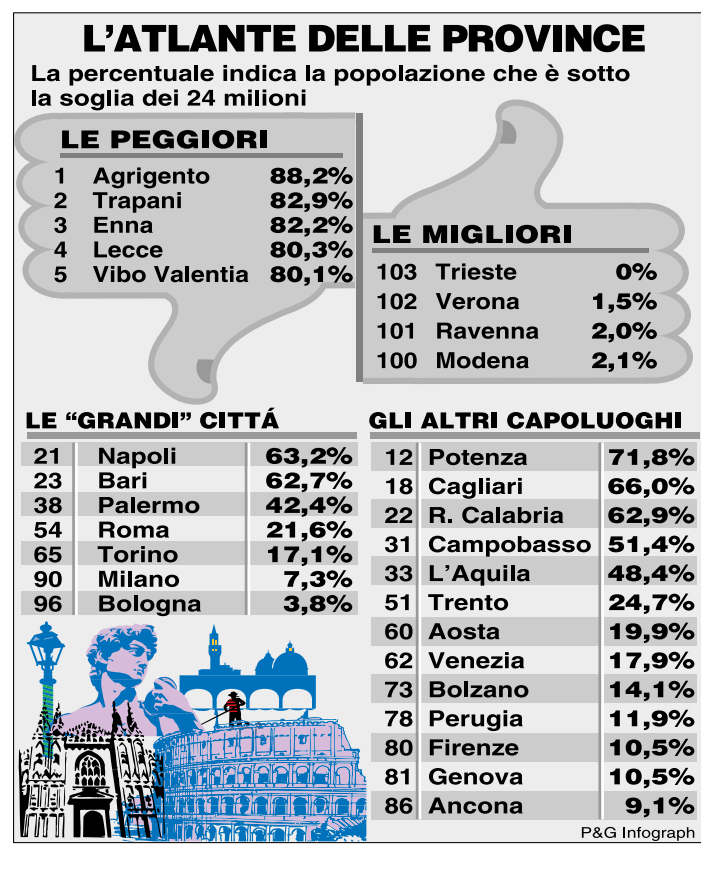 L'ATLANTE DELLE PROVINCE
La percentuale indica la popolazione che è sotto
la soglia dei 24 milioni
LE PEGGIORI
1 Agrigento 88,2%
2 Trapani 82,9%
3 Enna 82,2%
4 Lecce 80,3%
5 Vibo Valentia 80,1%
LE MIGLIORI
103 Trieste 0%
102 Verona 1,5%
101 Ravenna 2,0%
100 Modena 2,1%
LE “GRANDI” CITTÁ
21 Napoli 63,2%
23 Bari 62,7%
38 Palermo 42,4%
54 Roma 21,6%
65 Torino 17,1%
90 Milano 7,3%
96 Bologna 3,8%
GLI ALTRI CAPOLUOGHI
12 Potenza 71,8%
18 Cagliari 66,0%
22 R. Calabria 62,9%
31 Campobasso 51,4%
33 L'Aquila 48,4%
51 Trento 24,7%
60 Aosta 19,9%
62 Venezia 17,9%
73 Bolzano 14,1%
78 Perugia 11,9%
80 Firenze 10,5%
81 Genova 10,5%
86 Ancona 9,1%
P&G Infograph